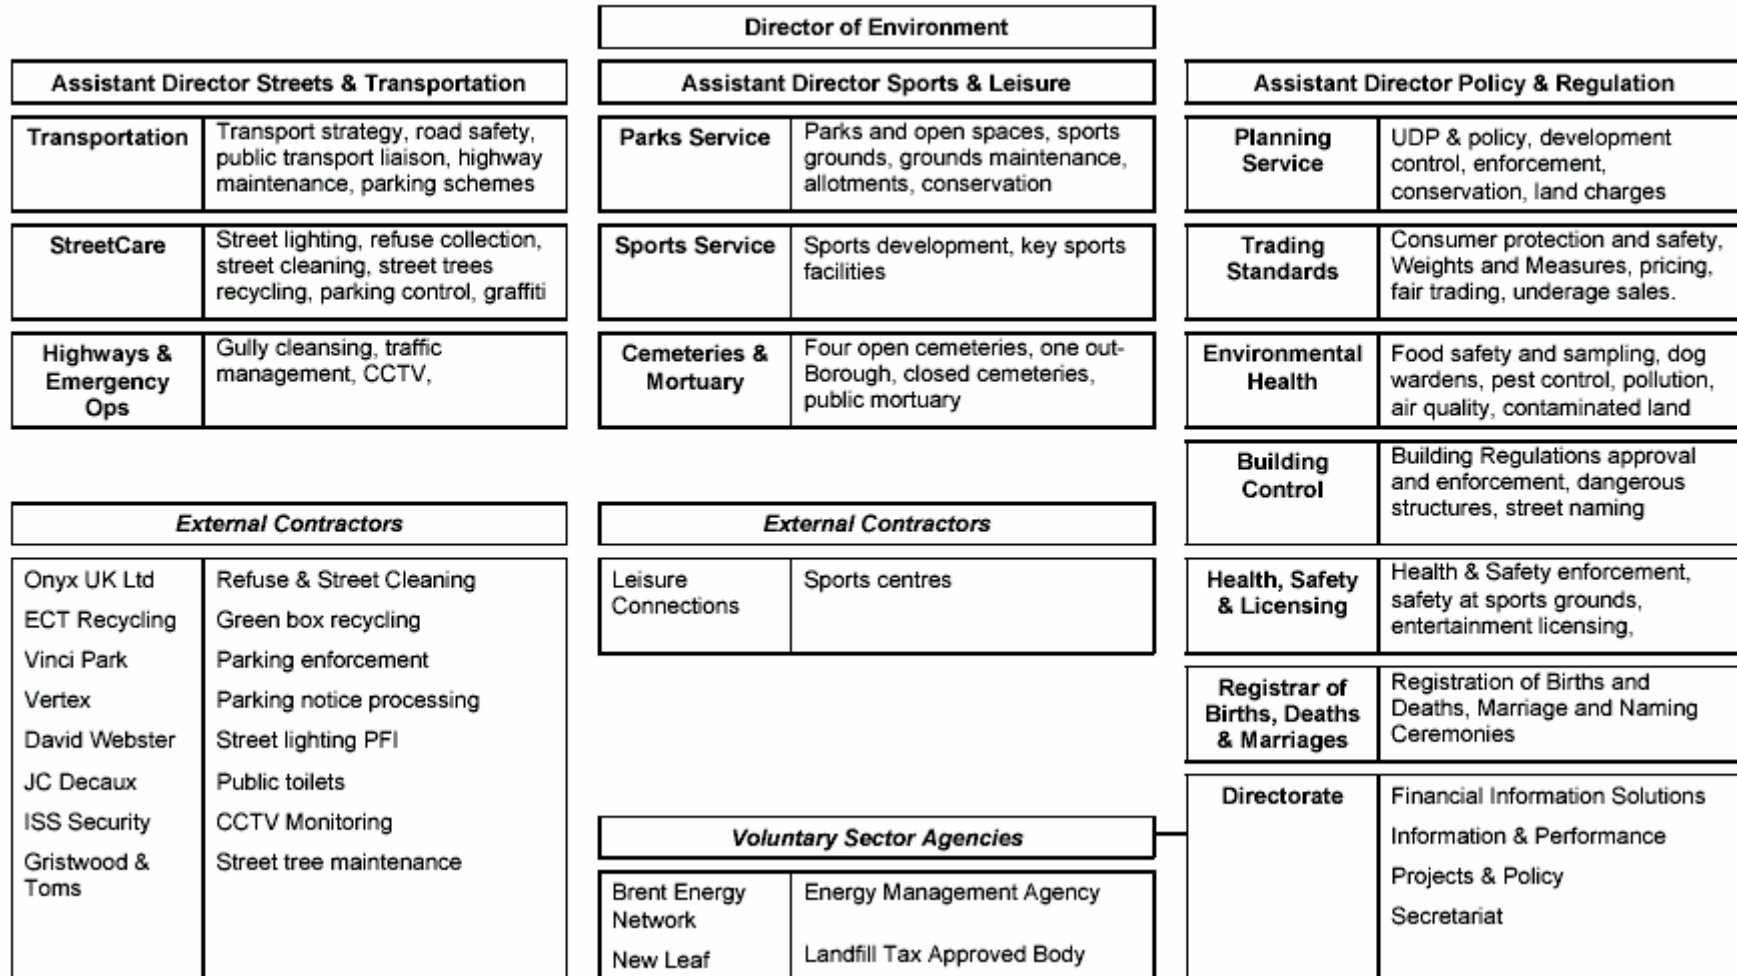 Director of Environment
Assistant Director Streets & Transportation
Transportation
Transport strategy, road safety,
public transport liaison, highway
maintenance, parking schemes
StreetCare
Street lighting, refuse collection,
street cleaning, street trees
recycling, parking control, graffiti
Highways &
Emergency
Ops
Gully cleansing, traffic
management, CCTV,
External Contractors
Onyx UK Ltd
Refuse & Street Cleaning
ECT Recycling
Green box recycling
Vinci Park
Parking enforcement
Vertex
Parking notice processing
David Webster
Street lighting PFI
JC Decaux
Public toilets
ISS Security
CCTV Monitoring
Gristwood &
Toms
Street tree maintenance
Assistant Director Sports & Leisure
Parks Service
Parks and open spaces, sports
grounds, grounds maintenance,
allotments, conservation
Sports Service
Sports development, key sports
facilities
Cemeteries &
Mortuary
Four open cemeteries, one out-
Borough, closed cemeteries,
public mortuary
External Contractors
Leisure
Connections
Sports centres
Voluntary Sector Agencies
Brent Energy
Network
Energy Management Agency
New Leaf
Landfill Tax Approved Body
Assistant Director Policy & Regulation
Planning
Service
UDP & policy, development
control, enforcement,
conservation, land charges
Trading
Standards
Consumer protection and safety,
Weights and Measures, pricing,
fair trading, underage sales.
Environmental
Health
Food safety and sampling, dog
wardens, pest control, pollution,
air quality, contaminated land
Building
Control
Building Regulations approval
and enforcement, dangerous
structures, street naming
Health, Safety
& Licensing
Health & Safety enforcement,
safety at sports grounds,
entertainment licensing,
Registrar of
Births, Deaths
& Marriages
Registration of Births and
Deaths, Marriage and Naming
Ceremonies
Directorate
Financial Information Solutions
Information & Performance
Projects & Policy
Secretariat